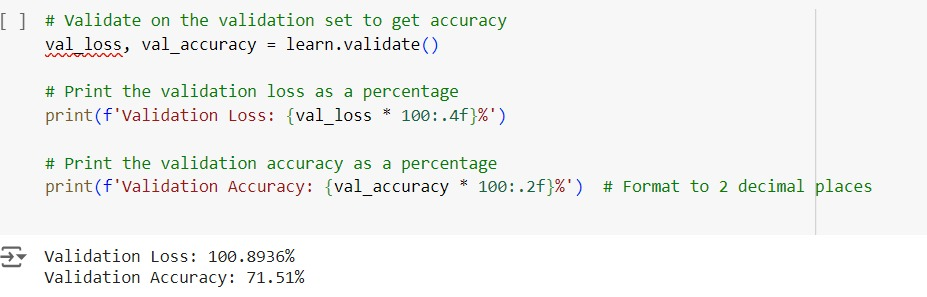 [ ] # Validate on the validation set to get accuracy
val_loss, val_accuracy = learn.validate()
# Print the validation loss as a percentage
print(f'Validation Loss: {val_loss * 100:.4f}%')
# Print the validation accuracy as a percentage
print(f'Validation Accuracy: {val_accuracy * 100:.2f}%')  # Format to 2 decimal places
Validation Loss: 100.8936%
Validation Accuracy: 71.51%